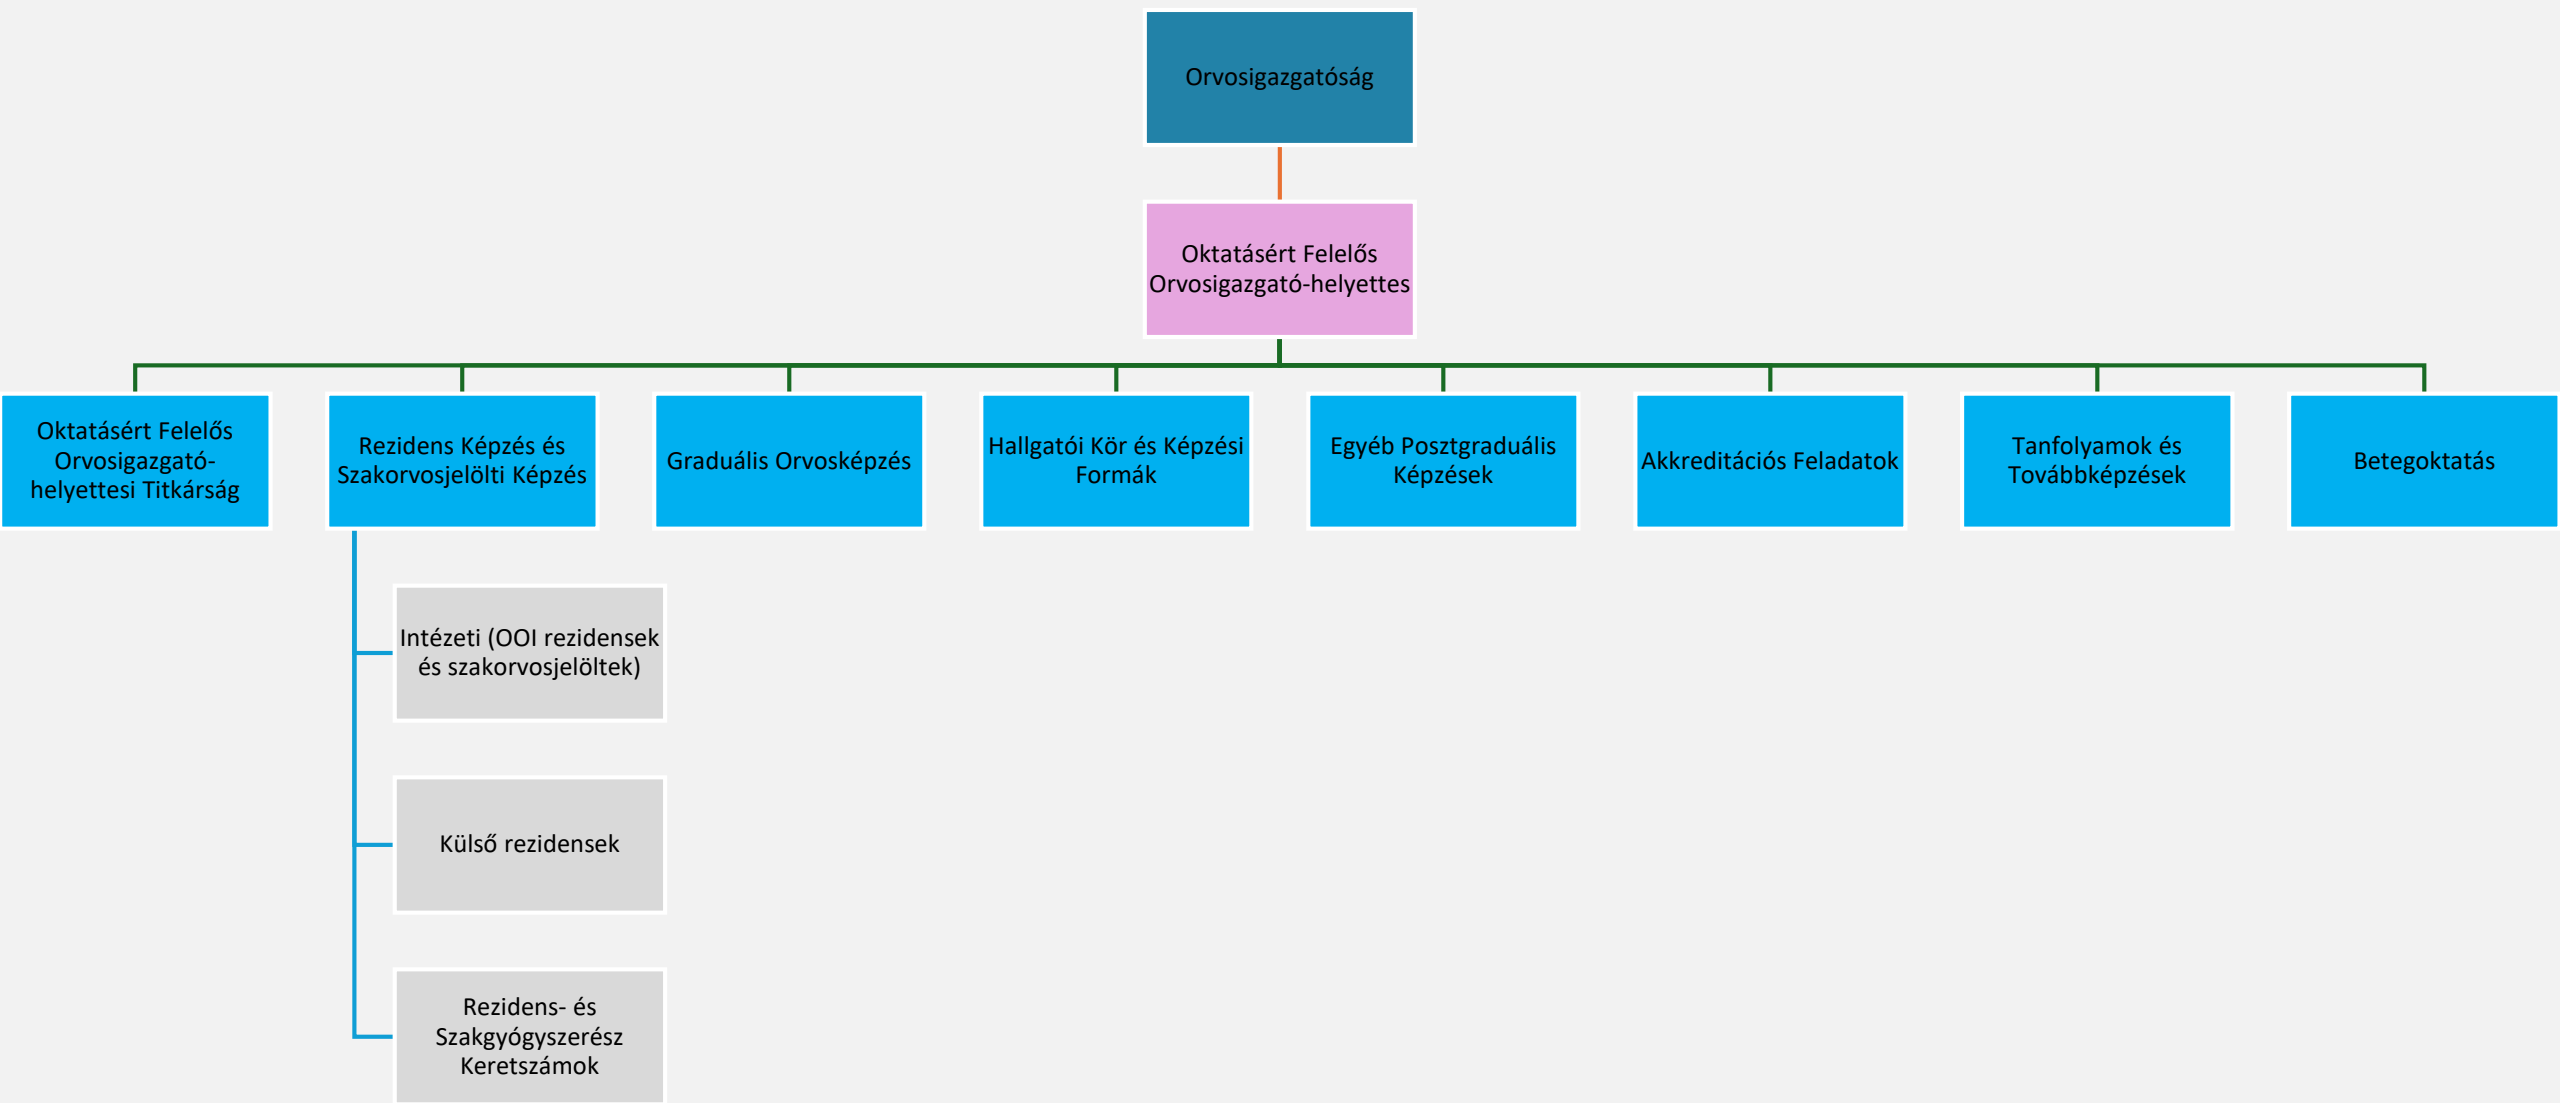 Orvosigazgatóság
Oktatásért Felelős
Orvosigazgató-helyettes
Oktatásért Felelős
Orvosigazgató-
helyettesi Titkárság
Rezidens Képzés és
Szakorvosjelölti Képzés
Graduális Orvosképzés
Hallgatói Kör és Képzési
Formák
Egyéb Posztgraduális
Képzések
Akkreditációs Feladatok
Tanfolyamok és
Továbbképzések
Betegoktatás
Intézeti (OOI rezidensek
és szakorvosjelöltek)
Külső rezidensek
Rezidens- és
Szakgyógyszerész
Keretszámok